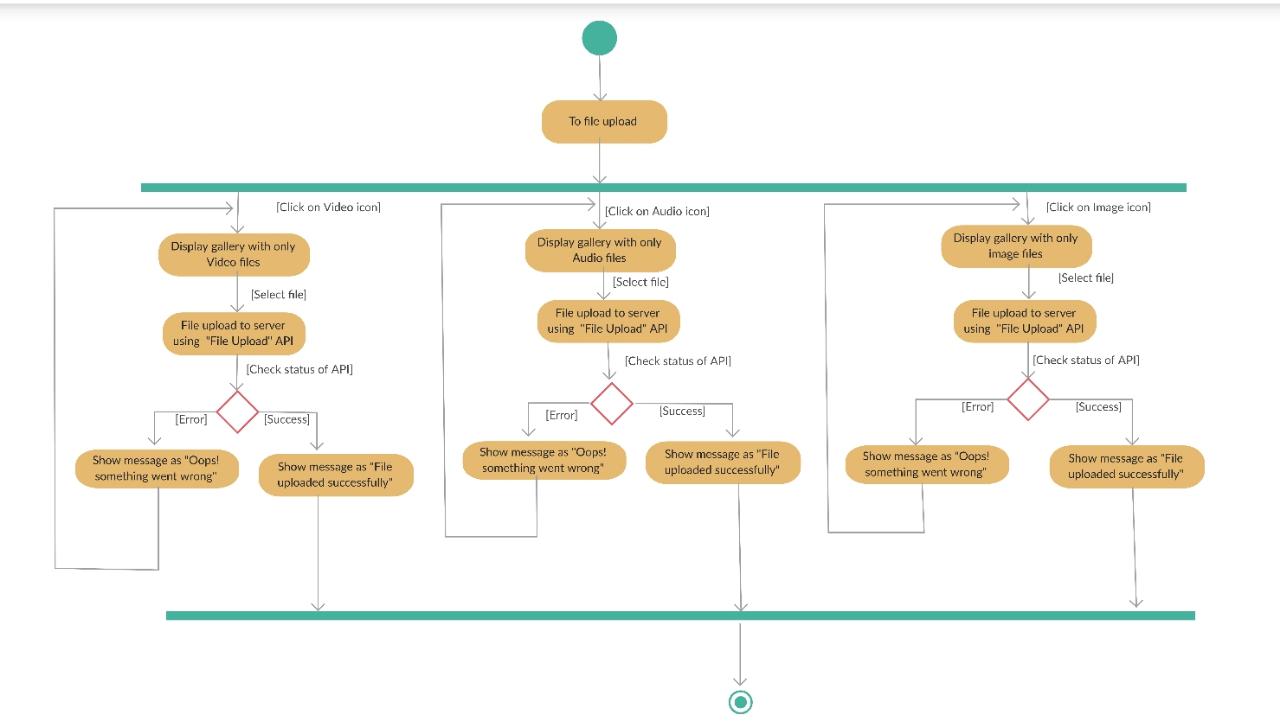 To file upload
[Click on Video icon]
[Click on Audio icon]
[Click on Image icon]
Display gallery with only
Video files
Display gallery with only
Audio files
Display gallery with only
image files
[Select file]
[Select file]
[Select file]
File upload to server
using "File Upload" API
File upload to server
using "File Upload" API
File upload to server
using "File Upload" API
[Check status of API]
[Check status of API]
[Check status of API]
[Error]
[Success]
[Error]
[Success]
[Error]
[Success]
Show message as "Oops!
something went wrong"
Show message as "File
uploaded successfully"
Show message as "Oops!
something went wrong"
Show message as "File
uploaded successfully"
Show message as "Oops!
something went wrong"
Show message as "File
uploaded successfully"